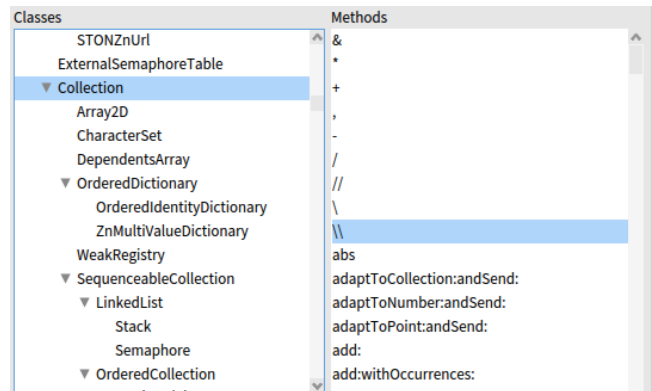 Classes
STONZnUrl
ExternalSemaphoreTable
Collection
Array2D
CharacterSet
DependentsArray
OrderedDictionary
OrderedIdentityDictionary
ZnMultiValueDictionary
WeakRegistry
SequenceableCollection
LinkedList
Stack
Semaphore
OrderedCollection
Methods
&
*
+
,
-
/
//
\
\\
abs
adaptToCollection:andSend:
adaptToNumber:andSend:
adaptToPoint:andSend:
add:
add:withOccurrences: